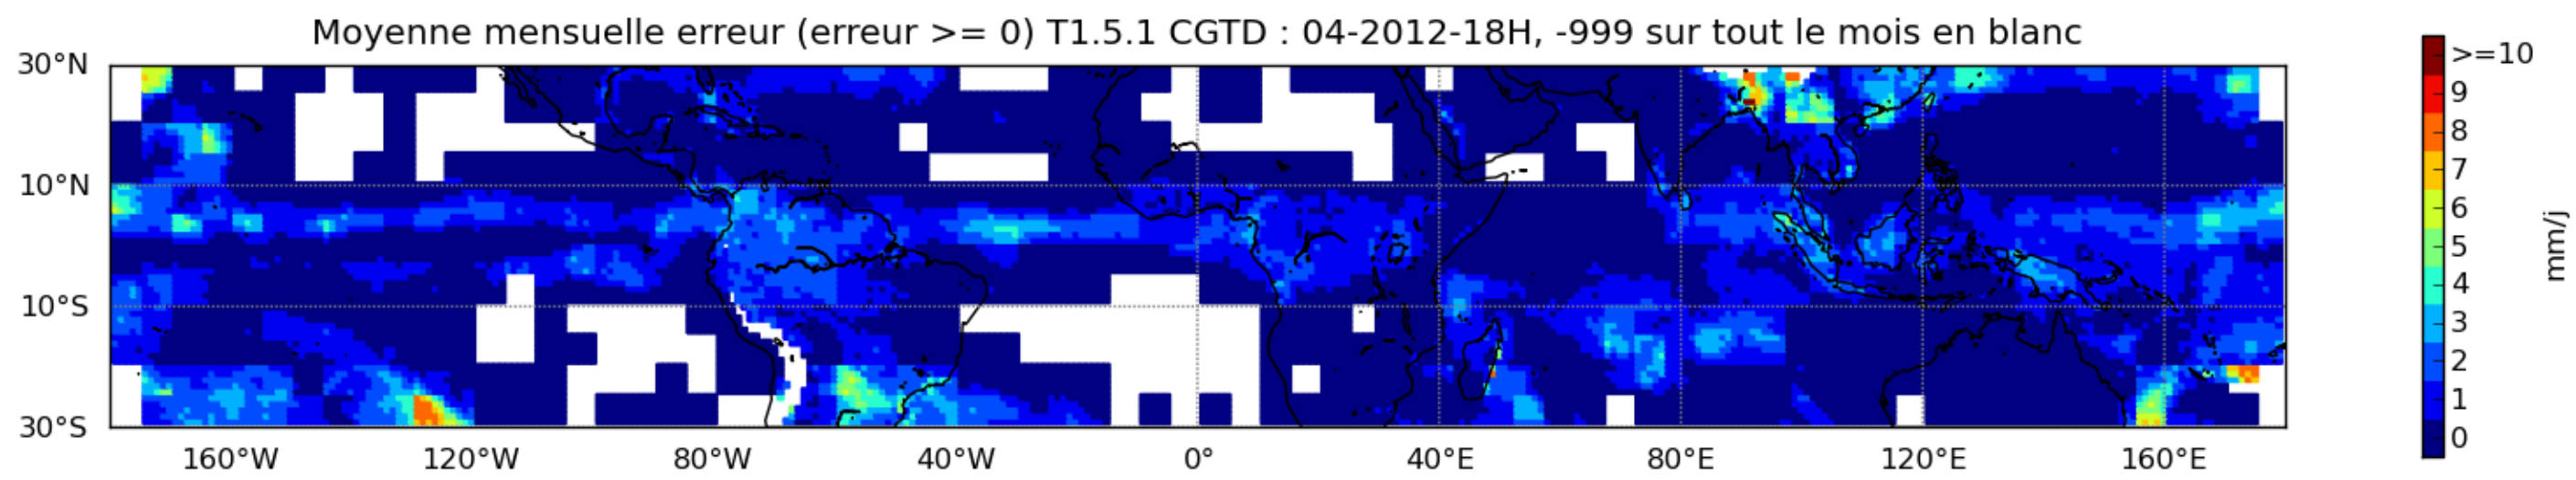 Moyenne mensuelle erreur (erreur >= 0) T1.5.1 CGTD : 04-2012-18H, -999 sur tout le mois en blanc
30°N
10°N
10°S
30°S
160°W 120°W 80°W 40°W 0° 40°E 80°E 120°E 160°E
>=10
9
8
7
6
5
4
3
2
1
0
mm/j